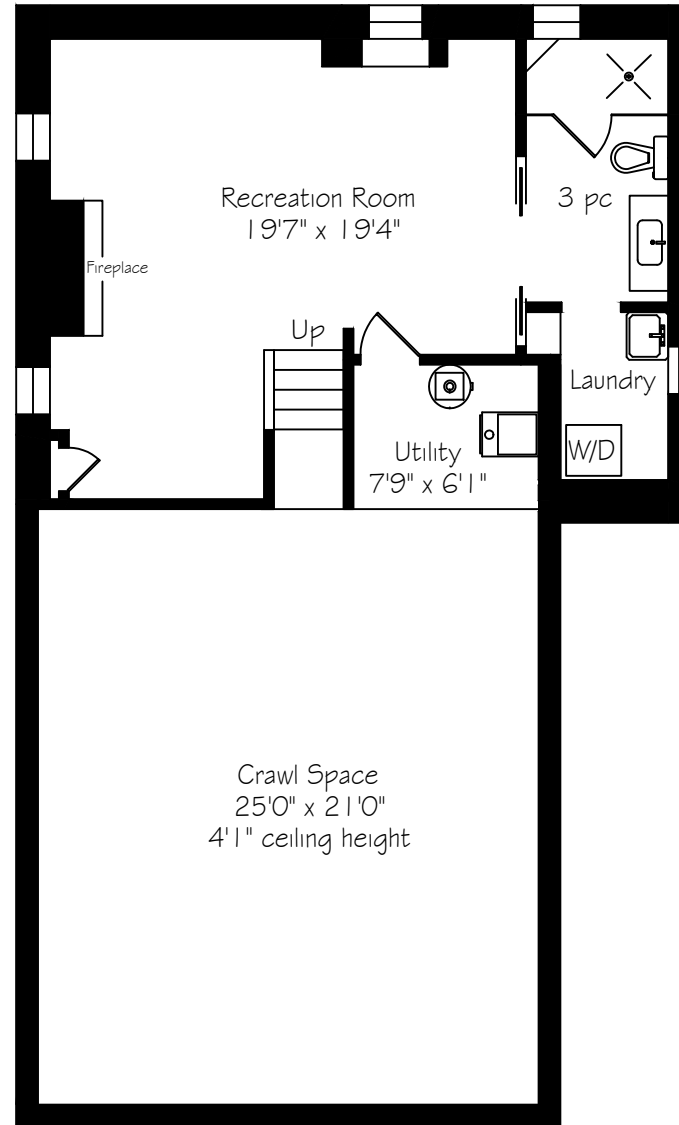 Recreation Room
19'7" x 19'4"
3 pc
Fireplace
Up
Laundry
Utility
7'9" x 6'1"
W/D
Crawl Space
25'0" x 21'0"
4'1" ceiling height